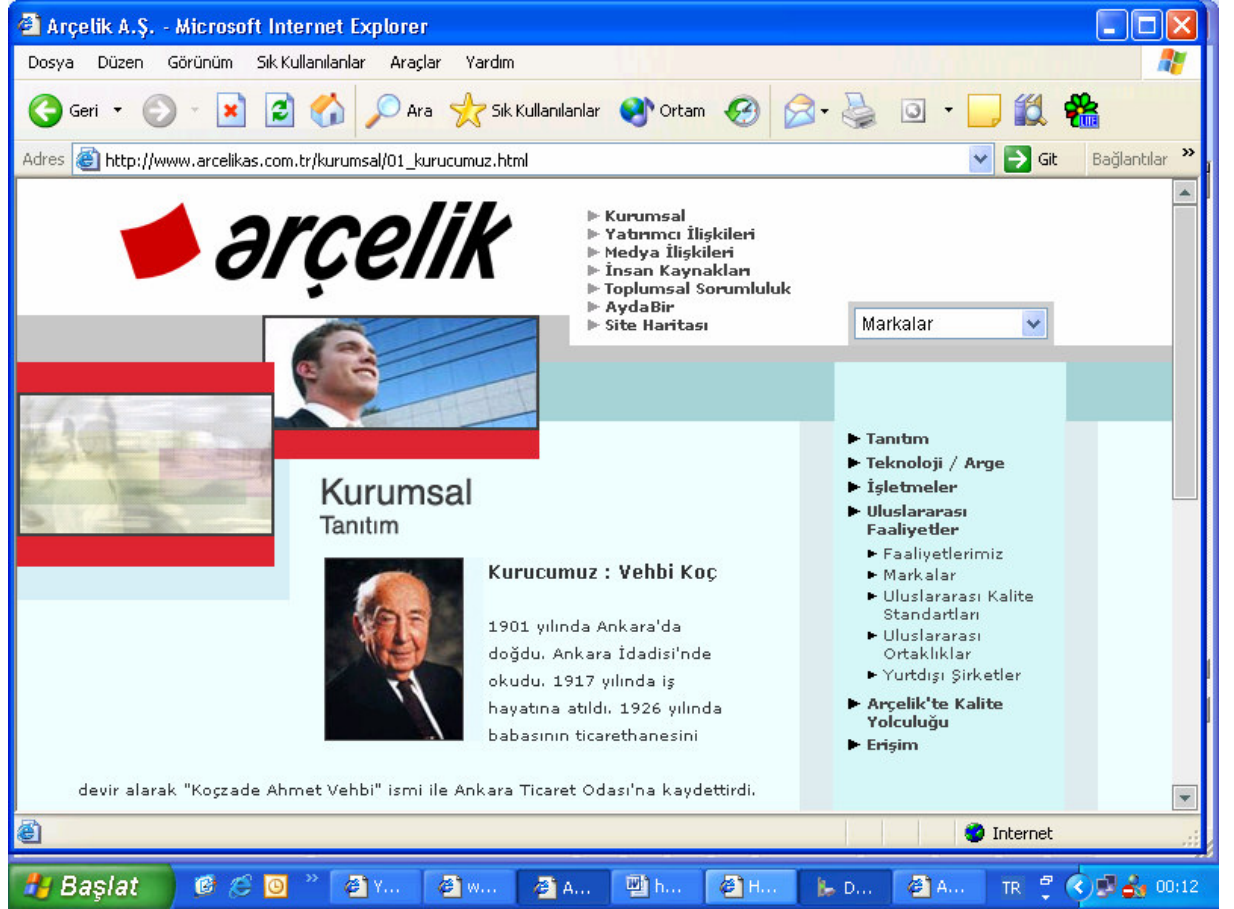 Arçelik A.Ş. - Microsoft Internet Explorer
Dosya Düzen Görünüm Sık Kullanılanlar Araçlar Yardım
Geri Ara Sık Kullanılanlar Ortam
Adres http://www.arcelikas.com.tr/kurumsal/01_kurucumuz.html Git Bağlantılar »
arçelik
Kurumsal
Yatırımcı İlişkileri
Medya İlişkileri
İnsan Kaynakları
Toplumsal Sorumluluk
AydaBir
Site Haritası
Markalar
Kurumsal
Tanıtım
Kurucumuz : Vehbi Koç
1901 yılında Ankara'da
doğdu. Ankara İdadisi'nde
okudu. 1917 yılında iş
hayatına atıldı. 1926 yılında
babasının ticarethanesini
devir alarak "Koçzade Ahmet Vehbi" ismi ile Ankara Ticaret Odası'na kaydettirdi.
Tanıtım
Teknoloji / Arge
İşletmeler
Uluslararası
Faaliyetler
Faaliyetlerimiz
Markalar
Uluslararası Kalite
Standartları
Uluslararası
Ortaklıklar
Yurtdışı Şirketler
Arçelik'te Kalite
Yolculuğu
Erişim
Internet
Başlat » Y... w... A... h... H... D... A... TR 00:12